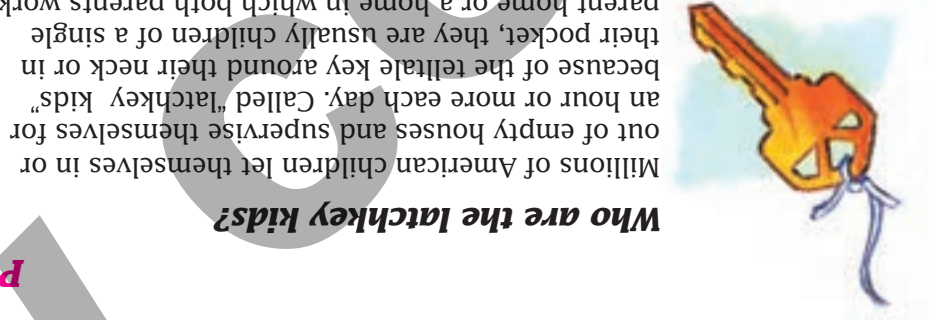 Who are the latchkey kids?
Millions of American children let themselves in or
out of empty houses and supervise themselves for
an hour or more each day. Called "latchkey kids"
because of the telltale key around their neck or in
their pocket, they are usually children of a single
parent home or a home in which both parents work